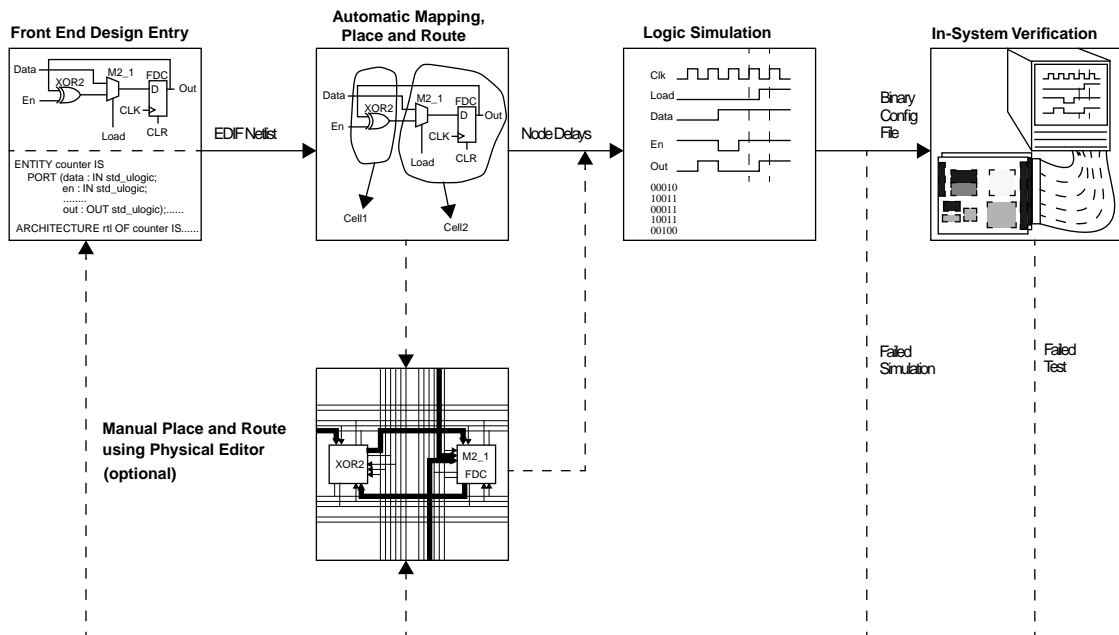 Front End Design Entry
Data
M2_1
FDC
XOR2
D
Out
En
CLK
CLR
Load
ENTITY counter IS
PORT (data : IN std_ulogic;
en : IN std_ulogic;
........
out : OUT std_ulogic);......
ARCHITECTURE rtl OF counter IS......
EDIF Netlist
Automatic Mapping,
Place and Route
Data
XOR2
M2_1
FDC
D
Out
En
CLK
CLR
Load
Cell1
Cell2
Node Delays
Logic Simulation
Clk
Load
Data
En
Out
00010
10011
00011
10011
00100
Binary
Config
File
In-System Verification
Manual Place and Route
using Physical Editor
(optional)
XOR2
M2_1
FDC
Failed
Simulation
Failed
Test